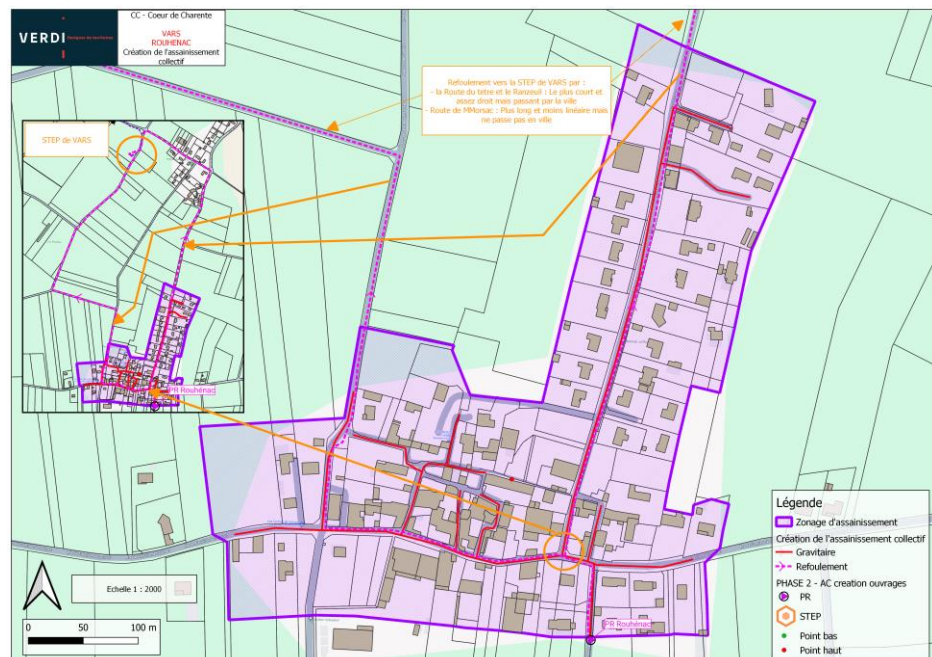 VERDI
CC - Coeur de Charente
VARS
ROUHENAC
Création de l'assainissement
collectif
Refoulement vers la STEP de VARS par :
- la Route du tetre et le Ranzeuil : Le plus court et
assez droit mais passant par la ville
- Route de MMorsac : Plus long et moins linéaire mais
ne passe pas en ville
STEP de VARS
PR Rouhénac
PR Rouhénac
Echelle 1 : 2000
0
50
100 m
Légende
Zonage d'assainissement
Création de l'assainissement collectif
Gravitaire
Refoulement
PHASE 2 - AC creation ouvrages
PR
STEP
Point bas
Point haut